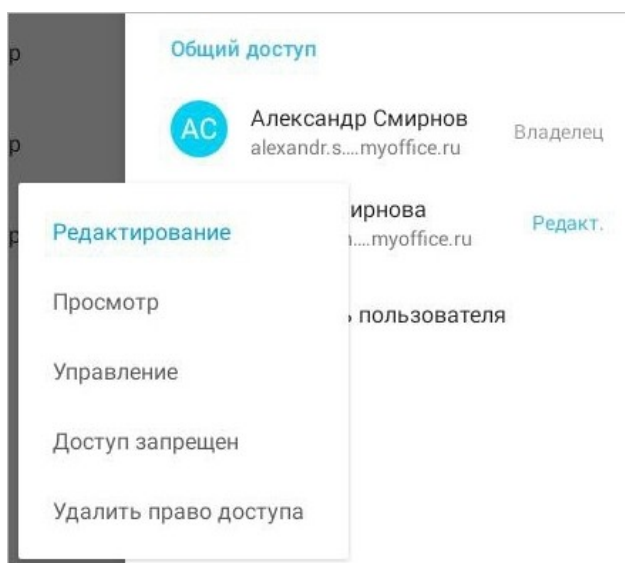 Общий доступ
р
АС
Александр Смирнов
Владелец
alexandr.s....myoffice.ru
р
ирнова
Редакт.
....myoffice.ru
р
Редактирование
Просмотр
пользователя
Управление
Доступ запрещен
Удалить право доступа